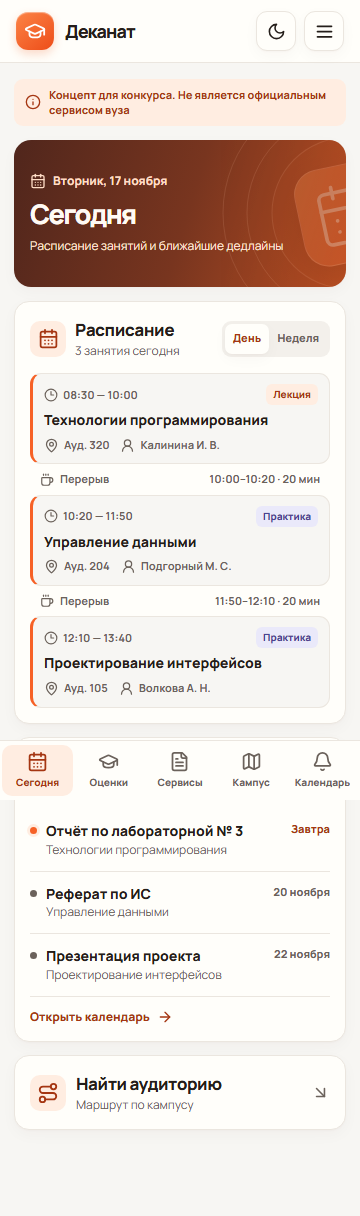 Деканат
Концепт для конкурса. Не является официальным
сервисом вуза
Вторник, 17 ноября
Сегодня
Расписание занятий и ближайшие дедлайны
Расписание
3 занятия сегодня
День
Неделя
08:30 — 10:00
Лекция
Технологии программирования
Ауд. 320
Калинина И. В.
Перерыв
10:00–10:20 · 20 мин
10:20 — 11:50
Практика
Управление данными
Ауд. 204
Подгорный М. С.
Перерыв
11:50–12:10 · 20 мин
12:10 — 13:40
Практика
Проектирование интерфейсов
Ауд. 105
Волкова А. Н.
Сегодня
Оценки
Сервисы
Кампус
Календарь
Отчёт по лабораторной № 3
Завтра
Технологии программирования
Реферат по ИС
20 ноября
Управление данными
Презентация проекта
22 ноября
Проектирование интерфейсов
Открыть календарь
Найти аудиторию
Маршрут по кампусу